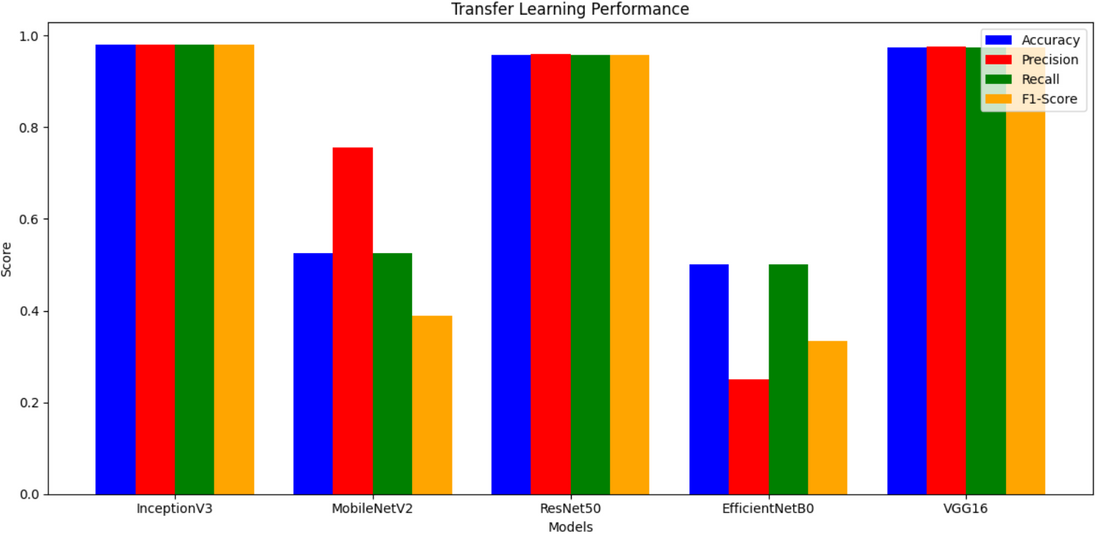 Transfer Learning Performance
1.0
0.8
0.6
0.4
0.2
0.0
Score
Accuracy
Precision
Recall
F1-Score
InceptionV3
MobileNetV2
ResNet50
EfficientNetB0
VGG16
Models